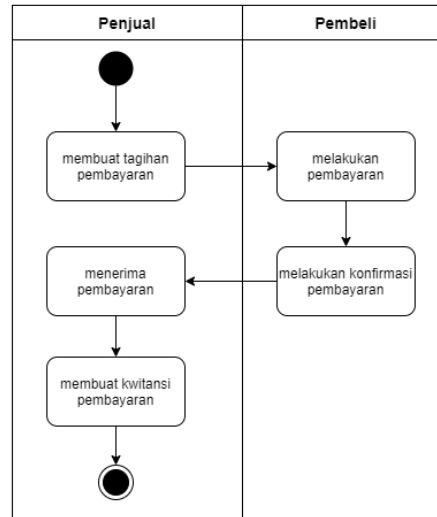 Penjual
Pembeli
membuat tagihan
pembayaran
melakukan
pembayaran
melakukan konfirmasi
pembayaran
menerima
pembayaran
membuat kwitansi
pembayaran